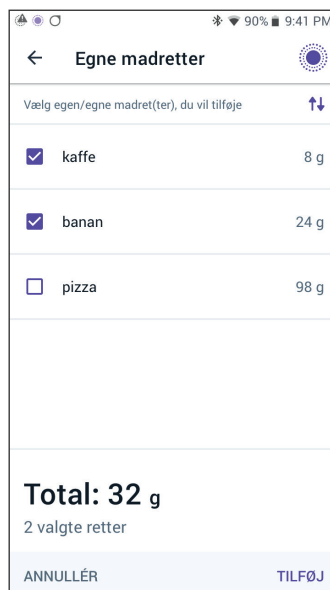 90% 9:41 PM
Egne madretter
Vælg egen/egne madret(ter), du vil tilføje
kaffe 8 g
banan 24 g
pizza 98 g
Total: 32 g
2 valgte retter
ANNULLÉR TILFØJ